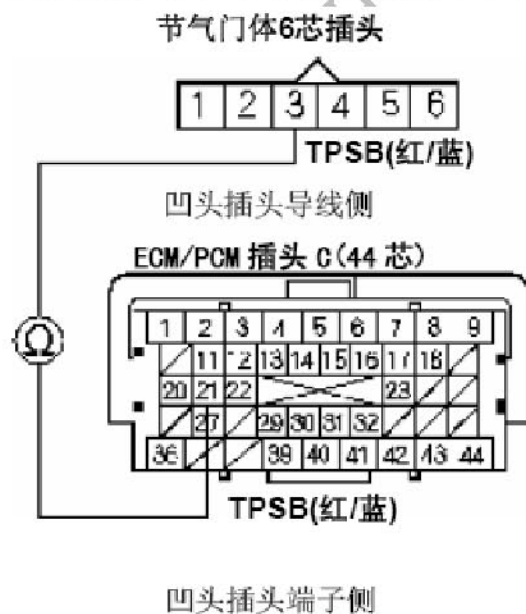 节气门体6芯插头
1 2 3 4 5 6
TPSB(红/蓝)
凹头插头导线侧
ECM/PCM 插头 C(44 芯)
Ω
1 2 3 4 5 6 7 8 9
11 12 13 14 15 16 17 18
20 21 22 23
27 29 30 31 32
36 39 40 41 42 43 44
TPSB(红/蓝)
凹头插头端子侧